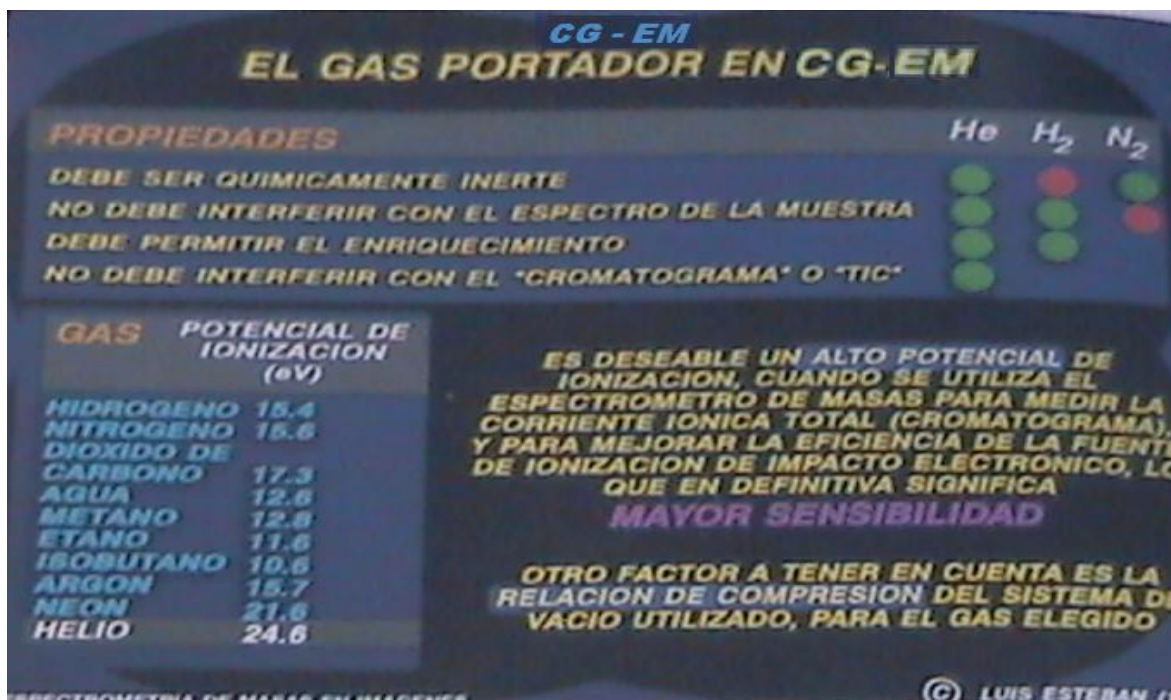 CG - EM
EL GAS PORTADOR EN CG-EM
PROPIEDADES He H2 N2
DEBE SER QUIMICAMENTE INERTE
NO DEBE INTERFERIR CON EL ESPECTRO DE LA MUESTRA
DEBE PERMITIR EL ENRIQUECIMIENTO
NO DEBE INTERFERIR CON EL "CROMATOGRAMA" O "TIC"
GAS POTENCIAL DE
IONIZACION
(eV)
HIDROGENO 15.4
NITROGENO 15.6
DIOXIDO DE
CARBONO 17.3
AGUA 12.6
METANO 12.8
ETANO 11.6
ISOBUTANO 10.6
ARGON 15.7
NEON 21.6
HELIO 24.6
ES DESEABLE UN ALTO POTENCIAL DE
IONIZACION, CUANDO SE UTILIZA EL
ESPECTROMETRO DE MASAS PARA MEDIR LA
CORRIENTE IONICA TOTAL (CROMATOGRAMA)
Y PARA MEJORAR LA EFICIENCIA DE LA FUENT
DE IONIZACION DE IMPACTO ELECTRÓNICO, L
QUE EN DEFINITIVA SIGNIFICA
MAYOR SENSIBILIDAD
OTRO FACTOR A TENER EN CUENTA ES LA
RELACION DE COMPRESION DEL SISTEMA D
VACIO UTILIZADO, PARA EL GAS ELEGIDO
ESPECTROMETRIA DE MASAS EN IMAGENES
© LUIS ESTEBAN